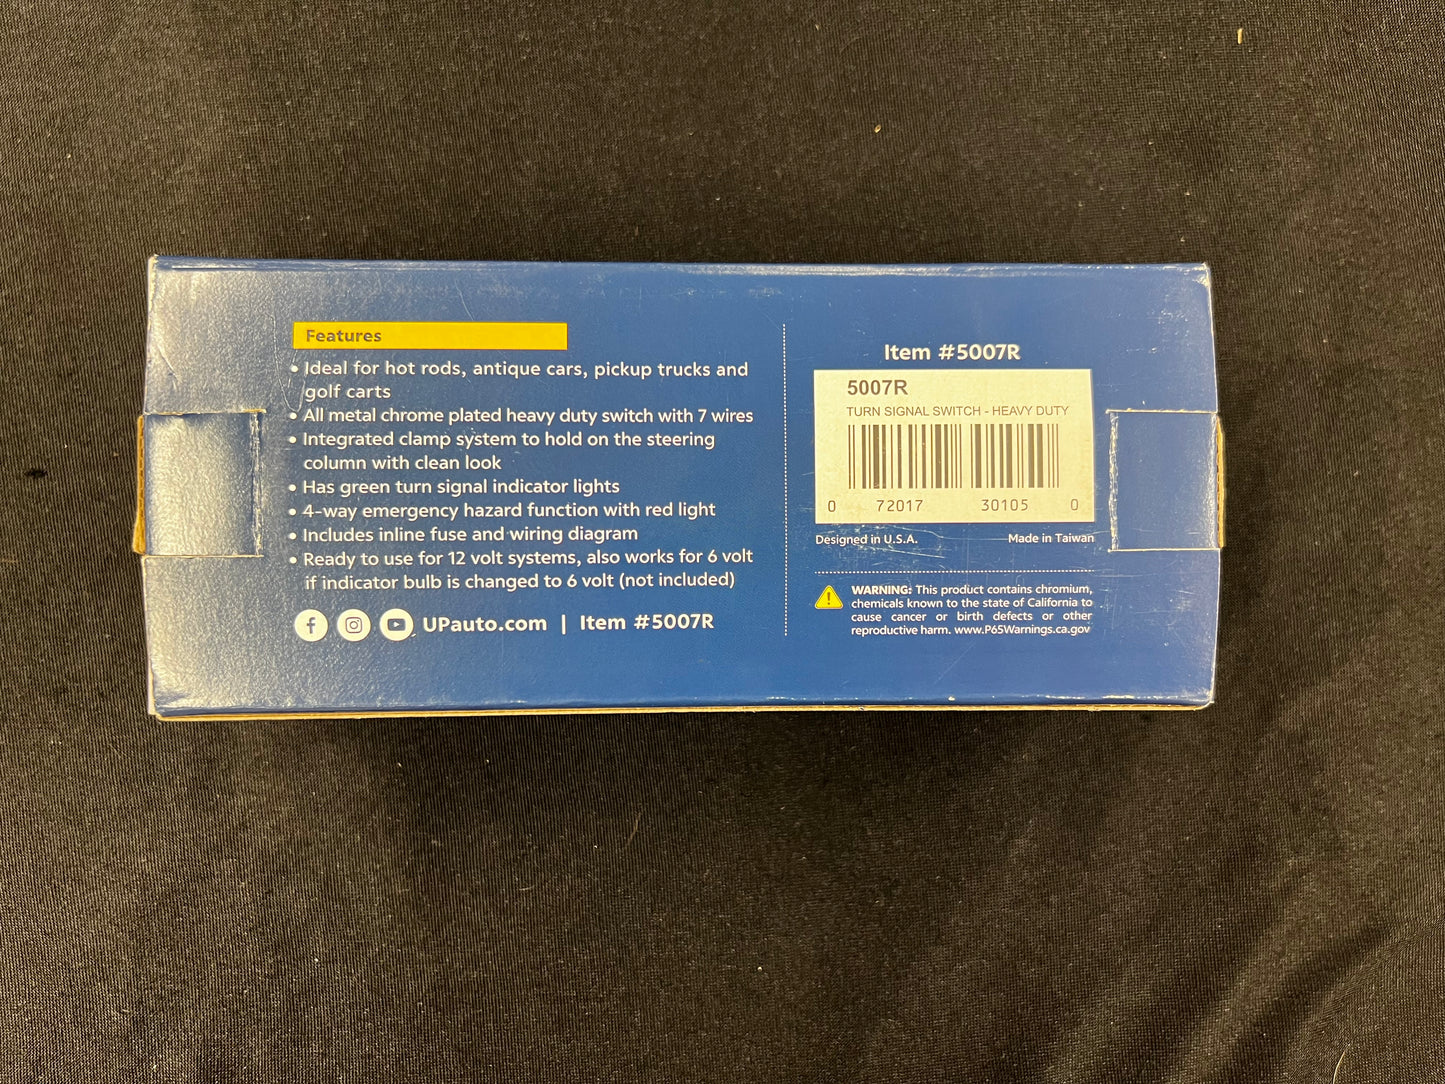 Features
• Ideal for hot rods, antique cars, pickup trucks and
golf carts
• All metal chrome plated heavy duty switch with 7 wires
• Integrated clamp system to hold on the steering
column with clean look
• Has green turn signal indicator lights
• 4-way emergency hazard function with red light
• Includes inline fuse and wiring diagram
• Ready to use for 12 volt systems, also works for 6 volt
if indicator bulb is changed to 6 volt (not included)
UPauto.com | Item #5007R
Item #5007R
5007R
TURN SIGNAL SWITCH - HEAVY DUTY
0 72017 30105 0
Designed in U.S.A. Made in Taiwan
WARNING: This product contains chromium,
chemicals known to the state of California to
cause cancer or birth defects or other
reproductive harm. www.P65Warnings.ca.gov